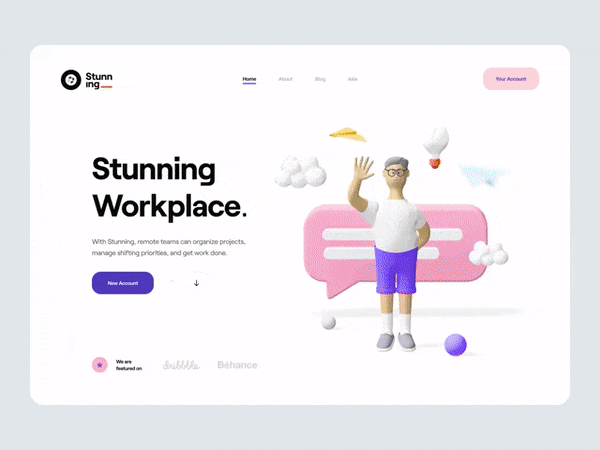 Stunn
ing
Home
About
Blog
Jobs
Your Account
Stunning
Workplace.
With Stunning, remote teams can organize projects,
manage shifting priorities, and get work done.
New Account
We are
featured on
dribbble
Bēhance